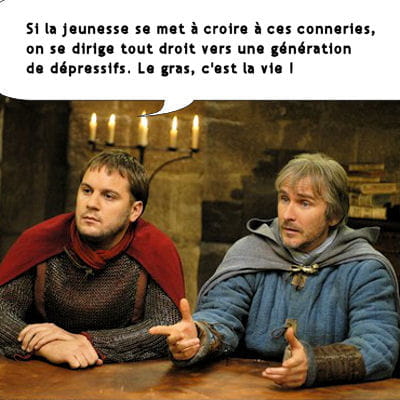 Si la jeunesse se met à croire à ces conneries,
on se dirige tout droit vers une génération
de dépressifs. Le gras, c'est la vie !